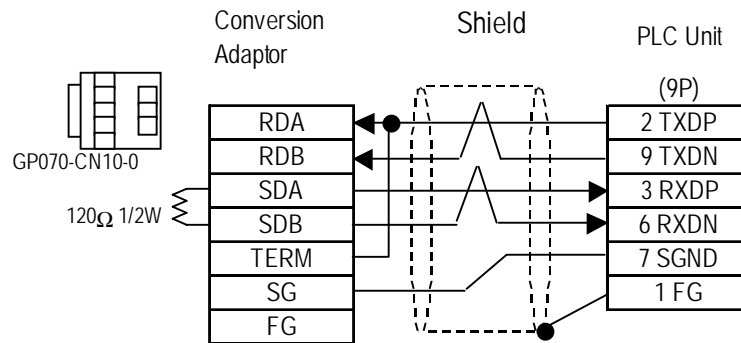 Conversion
Adaptor
Shield
PLC Unit
(9P)
GP070-CN10-0
120Ω 1/2W
RDA
RDB
SDA
SDB
TERM
SG
FG
2 TXDP
9 TXDN
3 RXDP
6 RXDN
7 SGND
1 FG